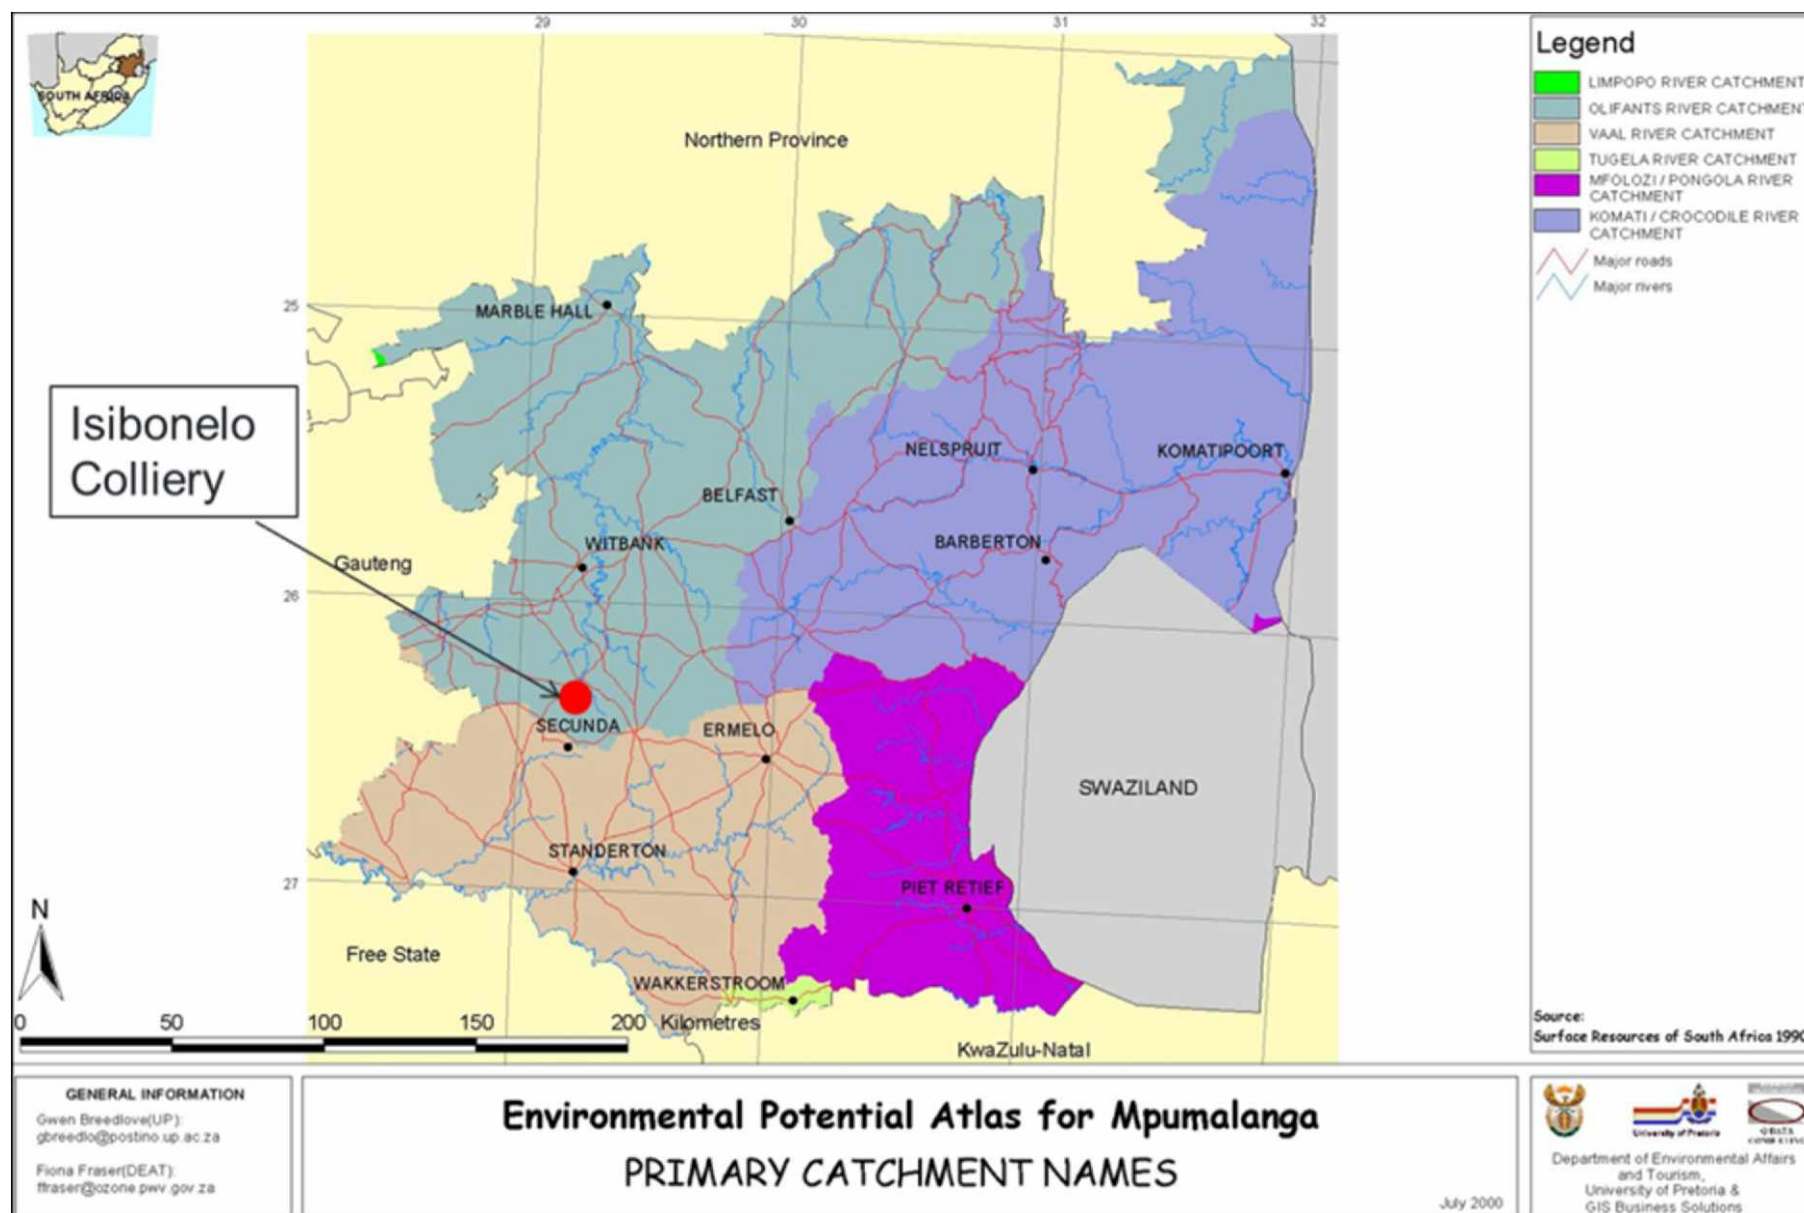 29
30
31
32
SOUTH AFRICA
Northern Province
25
MARBLE HALL
Isibonelo
Colliery
NELSPRUIT
KOMATIPOORT
BELFAST
WITBANK
BARBERTON
Gauteng
26
SECUNDA
ERMELO
SWAZILAND
STANDERTON
27
PIET RETIEF
N
Free State
WAKKERSTROOM
0 50 100 150 200 Kilometres
KwaZulu-Natal
Legend
LIMPOPO RIVER CATCHMENT
OLIFANTS RIVER CATCHMENT
VAAL RIVER CATCHMENT
TUGELA RIVER CATCHMENT
MFOLOZI / PONGOLA RIVER
CATCHMENT
KOMATI / CROCODILE RIVER
CATCHMENT
Major roads
Major rivers
Source:
Surface Resources of South Africa 1990
GENERAL INFORMATION
Gwen Breedlove(UP):
gbreedlo@postino.up.ac.za
Fiona Fraser(DEAT):
ffraser@ozone.pwv.gov.za
Environmental Potential Atlas for Mpumalanga
PRIMARY CATCHMENT NAMES
July 2000
University of Pretoria
Department of Environmental Affairs
and Tourism,
University of Pretoria &
GIS Business Solutions